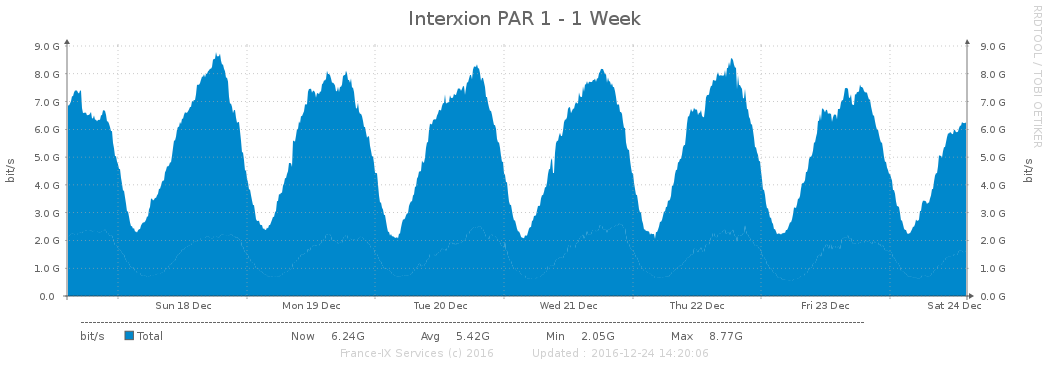 Interxion PAR 1 - 1 Week
RRDTOOL / TOBI OETIKER
9.0 G 9.0 G
8.0 G 8.0 G
7.0 G 7.0 G
6.0 G 6.0 G
5.0 G 5.0 G
4.0 G 4.0 G
3.0 G 3.0 G
2.0 G 2.0 G
1.0 G 1.0 G
0.0 0.0 G
bit/s bit/s
Sun 18 Dec Mon 19 Dec Tue 20 Dec Wed 21 Dec Thu 22 Dec Fri 23 Dec Sat 24 Dec
bit/s Total Now 6.24G Avg 5.42G Min 2.05G Max 8.77G
France-IX Services (c) 2016 Updated : 2016-12-24 14:20:06